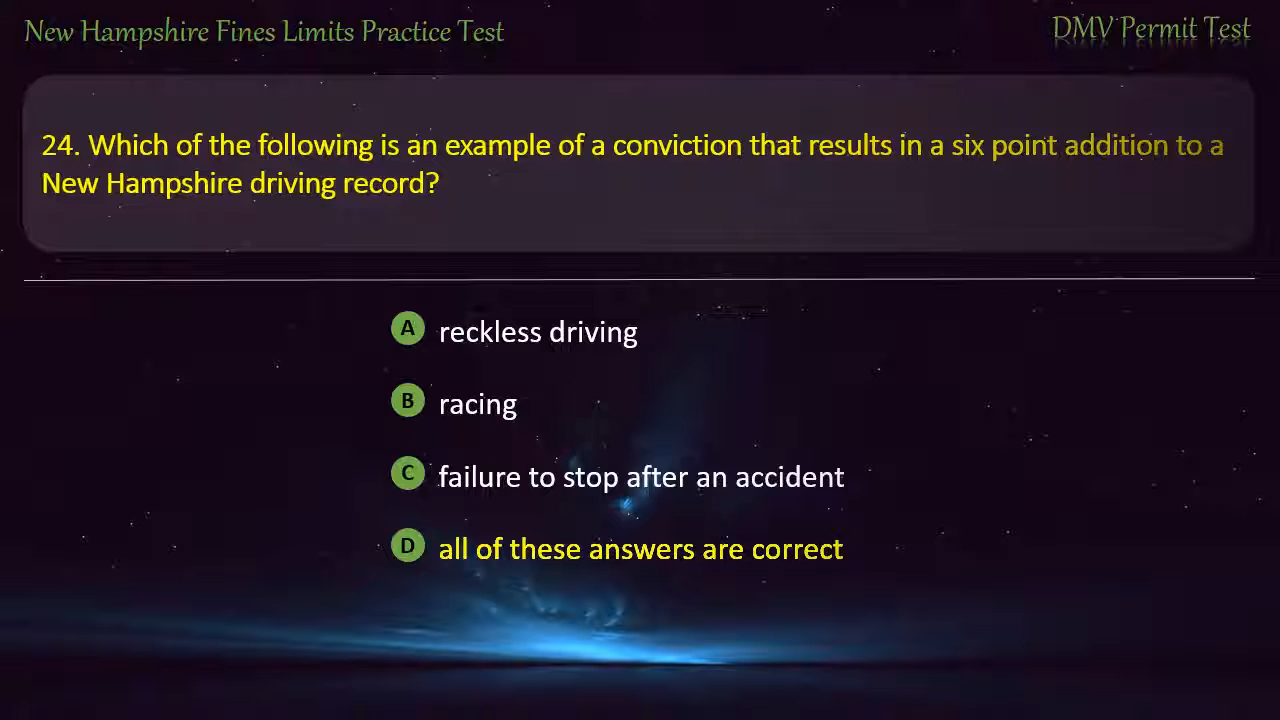 New Hampshire Fines Limits Practice Test
DMV Permit Test
24. Which of the following is an example of a conviction that results in a six point addition to a
New Hampshire driving record?
A reckless driving
B racing
C failure to stop after an accident
D all of these answers are correct